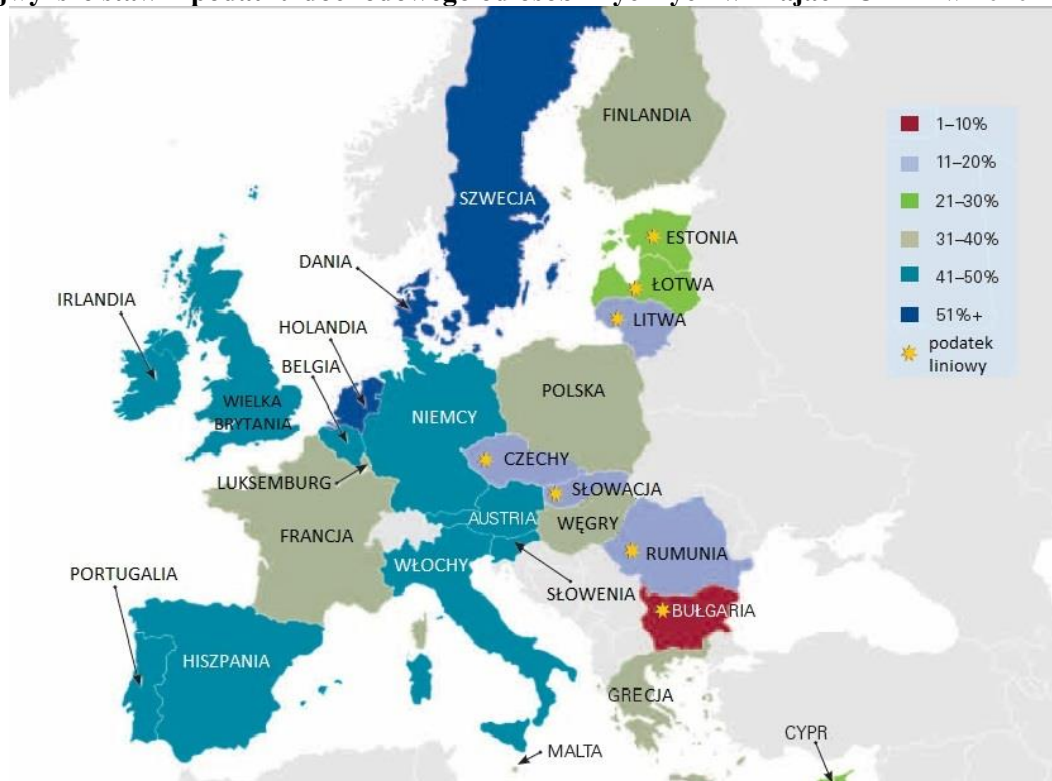 FINLANDIA
SZWECJA
ESTONIA
ŁOTWA
LITWA
DANIA
IRLANDIA
HOLANDIA
BELGIA
WIELKA
BRYTANIA
NIEMCY
POLSKA
LUKSEMBURG
CZECHY
SŁOWACJA
AUSTRIA
WĘGRY
FRANCJA
WŁOCHY
SŁOWENIA
RUMUNIA
BUŁGARIA
PORTUGALIA
HISZPANIA
GRECJA
MALTA
CYPR
1–10%
11–20%
21–30%
31–40%
41–50%
51%+
podatek
liniowy